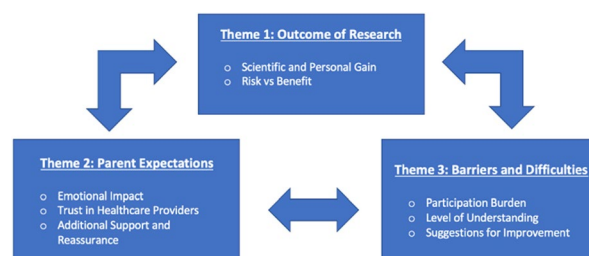 Theme 1: Outcome of Research
o Scientific and Personal Gain
o Risk vs Benefit
Theme 2: Parent Expectations
o Emotional Impact
o Trust in Healthcare Providers
o Additional Support and
Reassurance
Theme 3: Barriers and Difficulties
o Participation Burden
o Level of Understanding
o Suggestions for Improvement